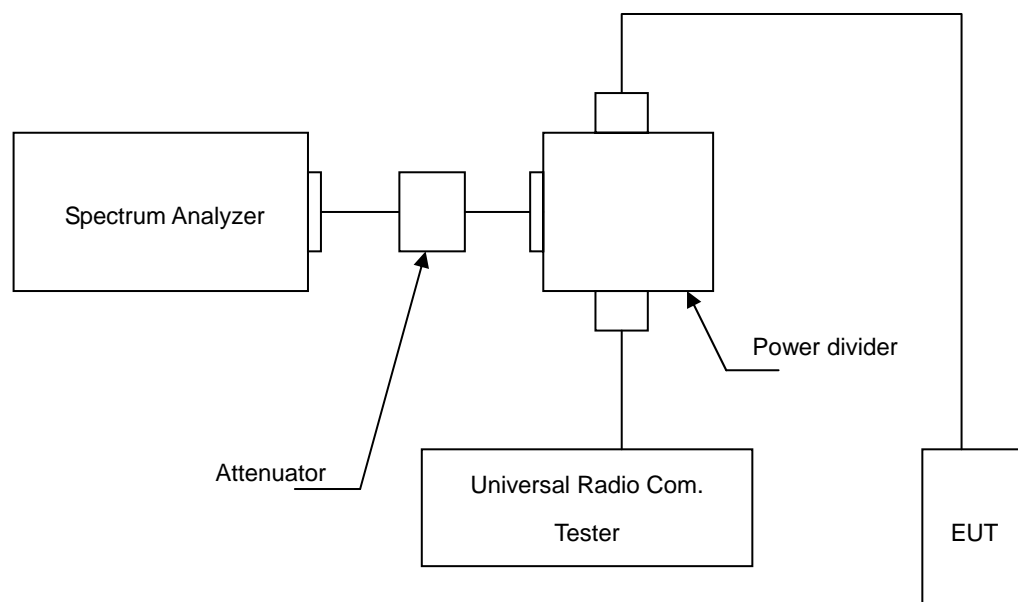 Spectrum Analyzer
Power divider
Attenuator
Universal Radio Com.
Tester
EUT